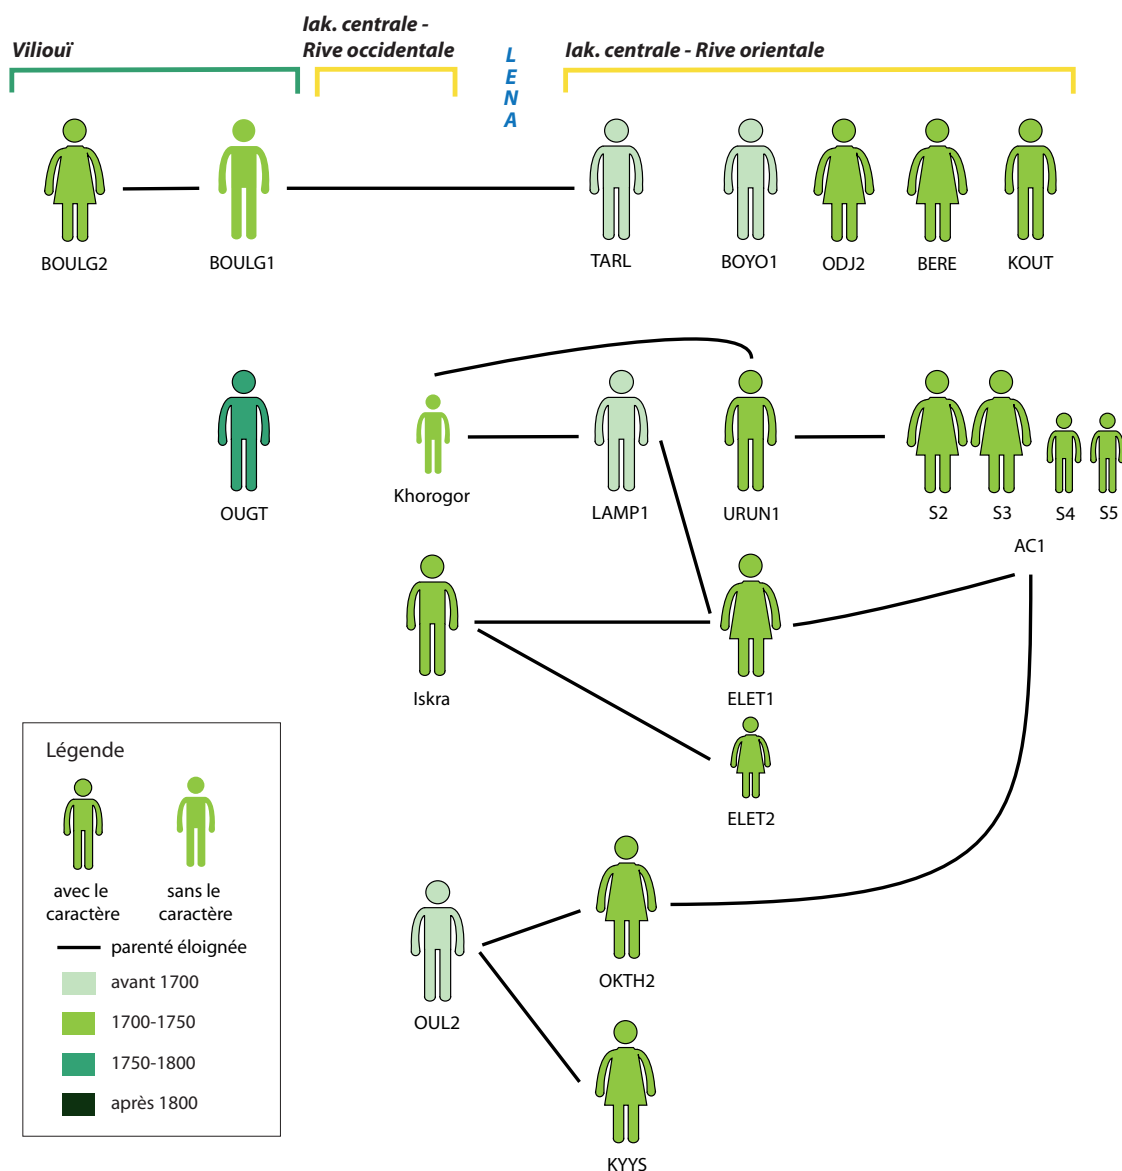 Viliouï
Iak. centrale -
Rive occidentale
L
E
N
A
Iak. centrale - Rive orientale
BOULG2
BOULG1
TARL
BOYO1
ODJ2
BERE
KOUT
OUGT
Khorogor
LAMP1
URUN1
S2
S3
S4
S5
AC1
Iskra
ELET1
ELET2
OUL2
OKTH2
KYYS
Légende
avec le
caractère
sans le
caractère
parenté éloignée
avant 1700
1700-1750
1750-1800
après 1800